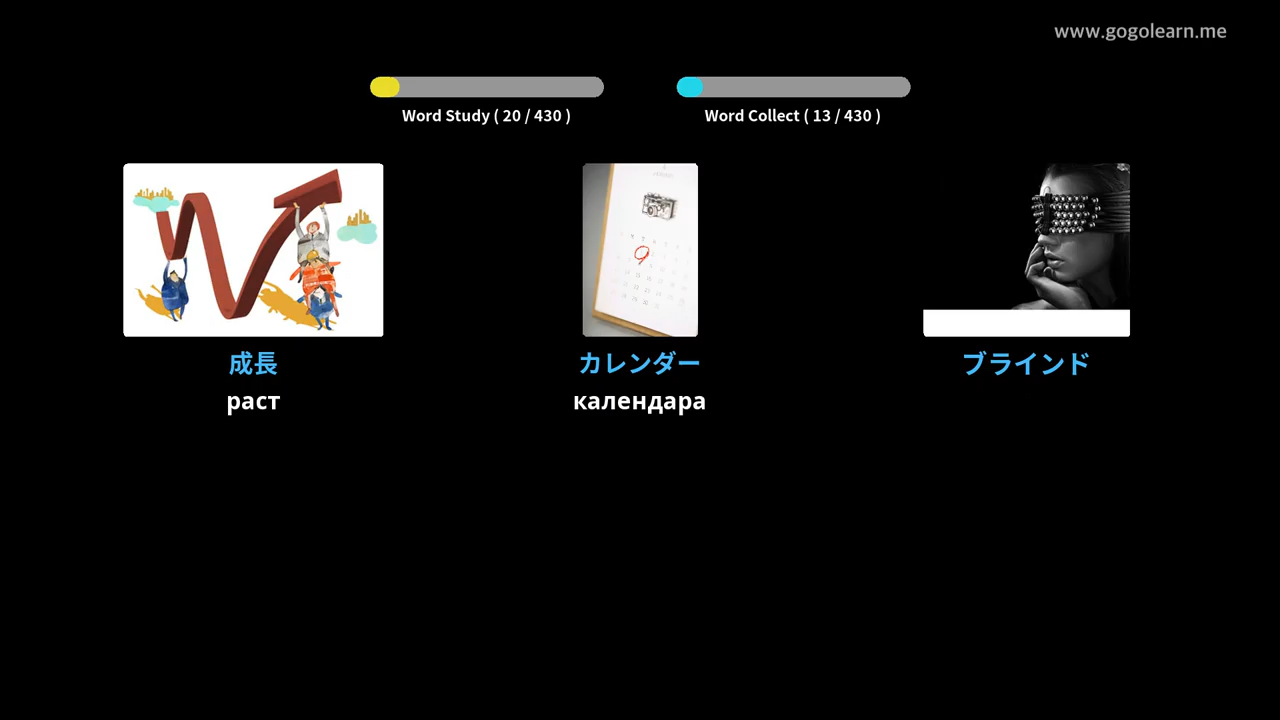 www.gogolearn.me
Word Study ( 20 / 430 )
Word Collect ( 13 / 430 )
成長
カレンダー
ブラインド
раст
календара